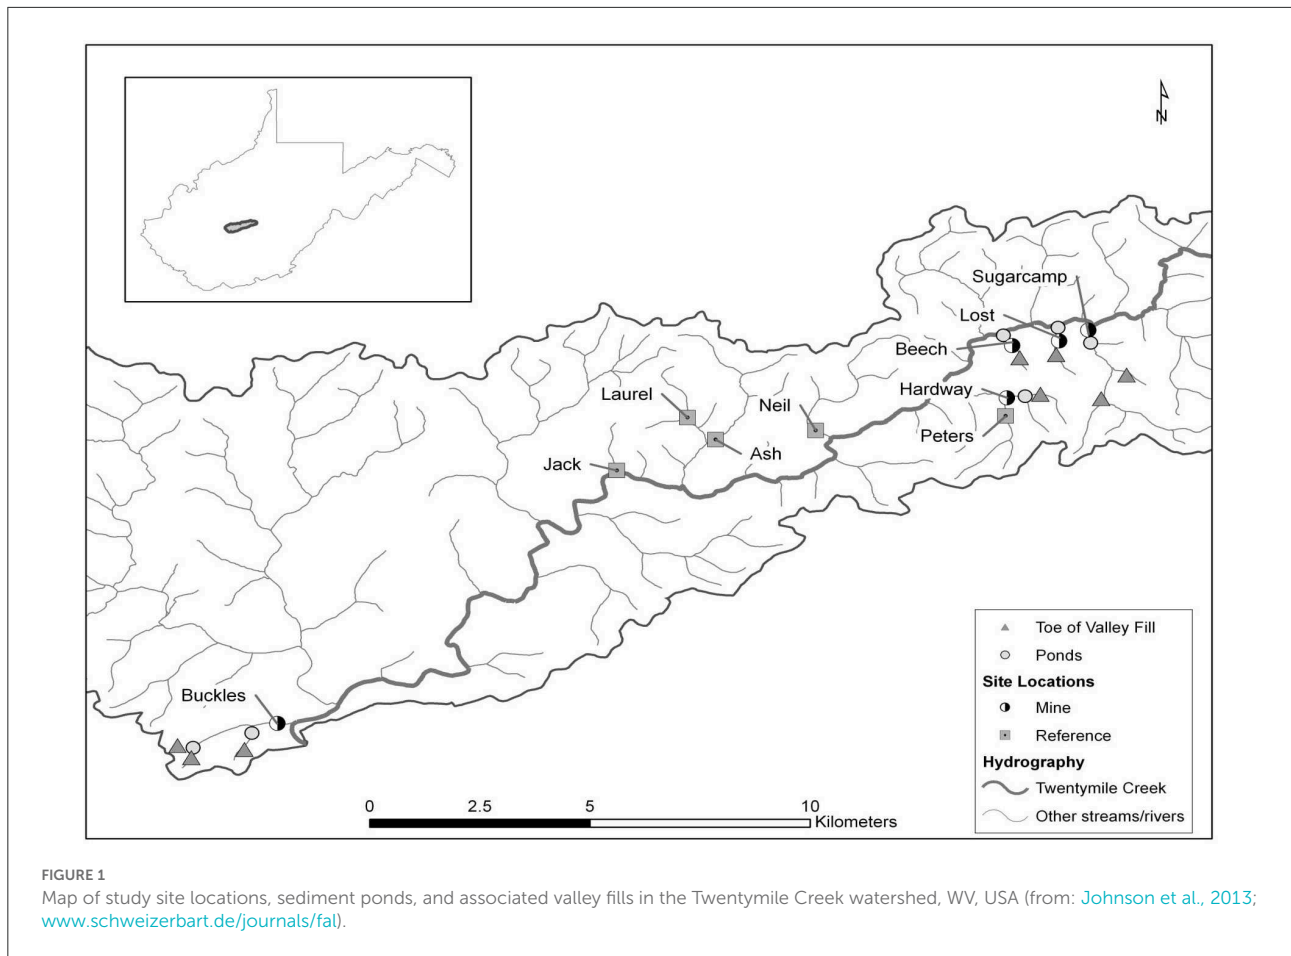 N
Sugarcamp
Lost
Beech
Hardway
Laurel
Neil
Peters
Ash
Jack
Toe of Valley Fill
Ponds
Site Locations
Buckles
Mine
Reference
Hydrography
Twentymile Creek
0 2.5 5 10
Other streams/rivers
Kilometers
FIGURE 1
Map of study site locations, sediment ponds, and associated valley fills in the Twentymile Creek watershed, WV, USA (from: Johnson et al., 2013;
www.schweizerbart.de/journals/fal).